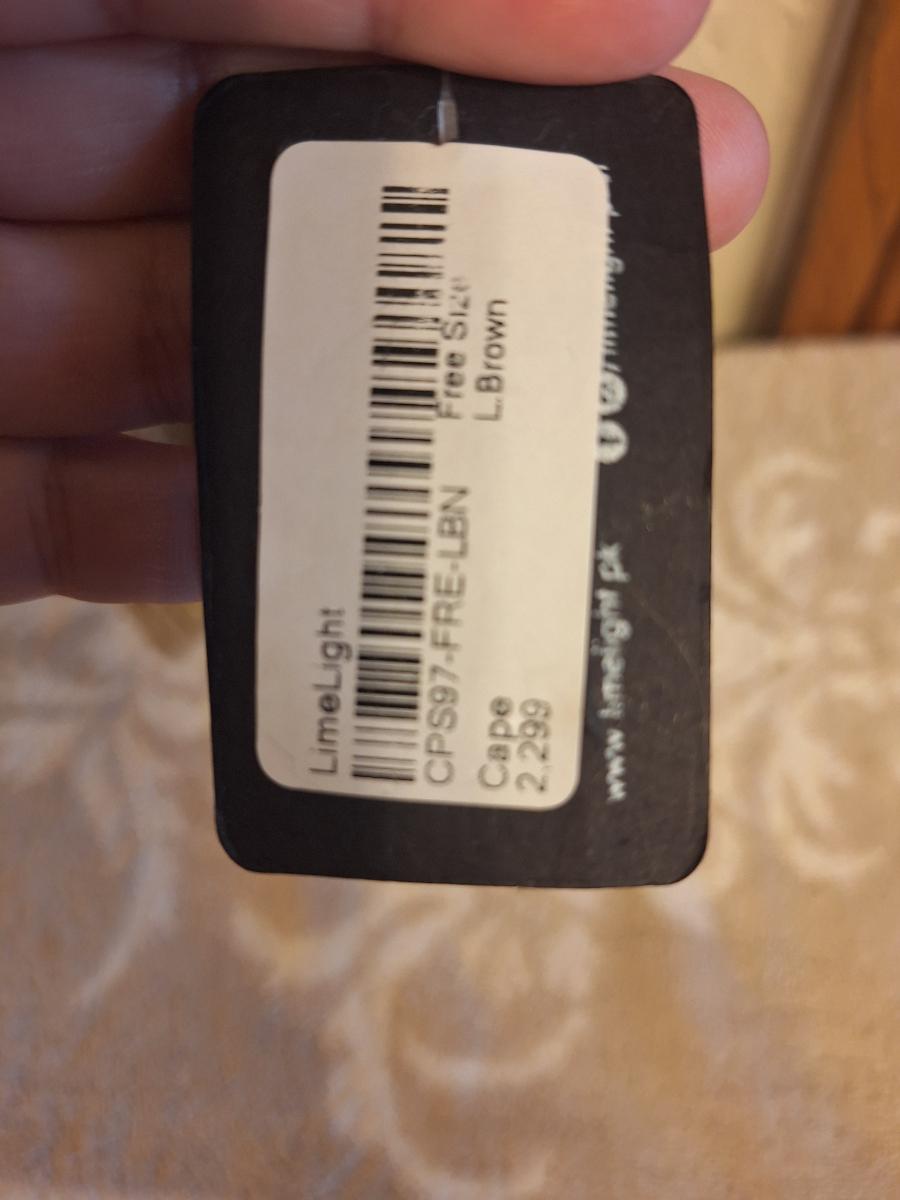 LimeLight
CPS97-FRE-LBN Free Size
Cape L.Brown
2,299
www limelight pk